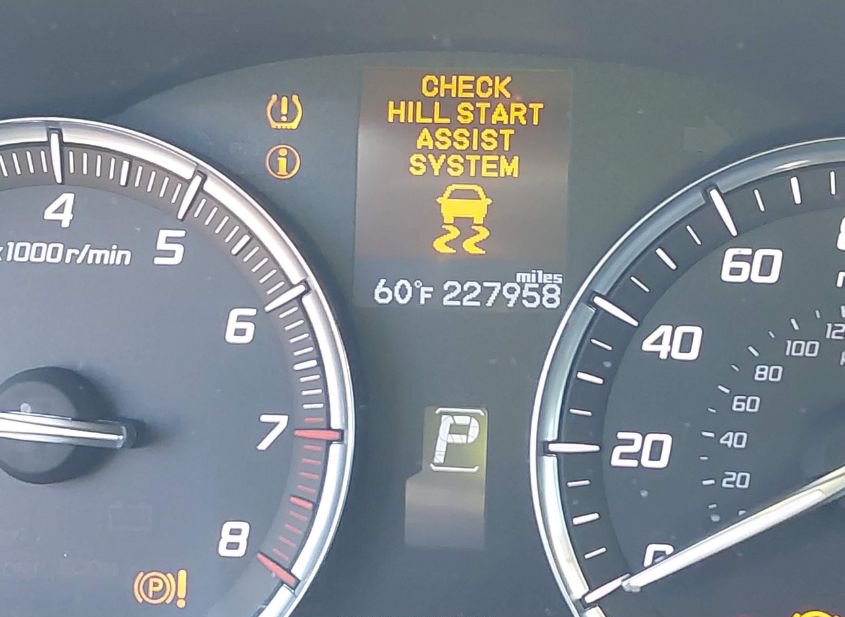 CHECK
HILL START
ASSIST
SYSTEM
miles
60°F 227958
4
x1000r/min
5
6
7
8
P
(P)!
60
40
20
0
100
80
60
40
20